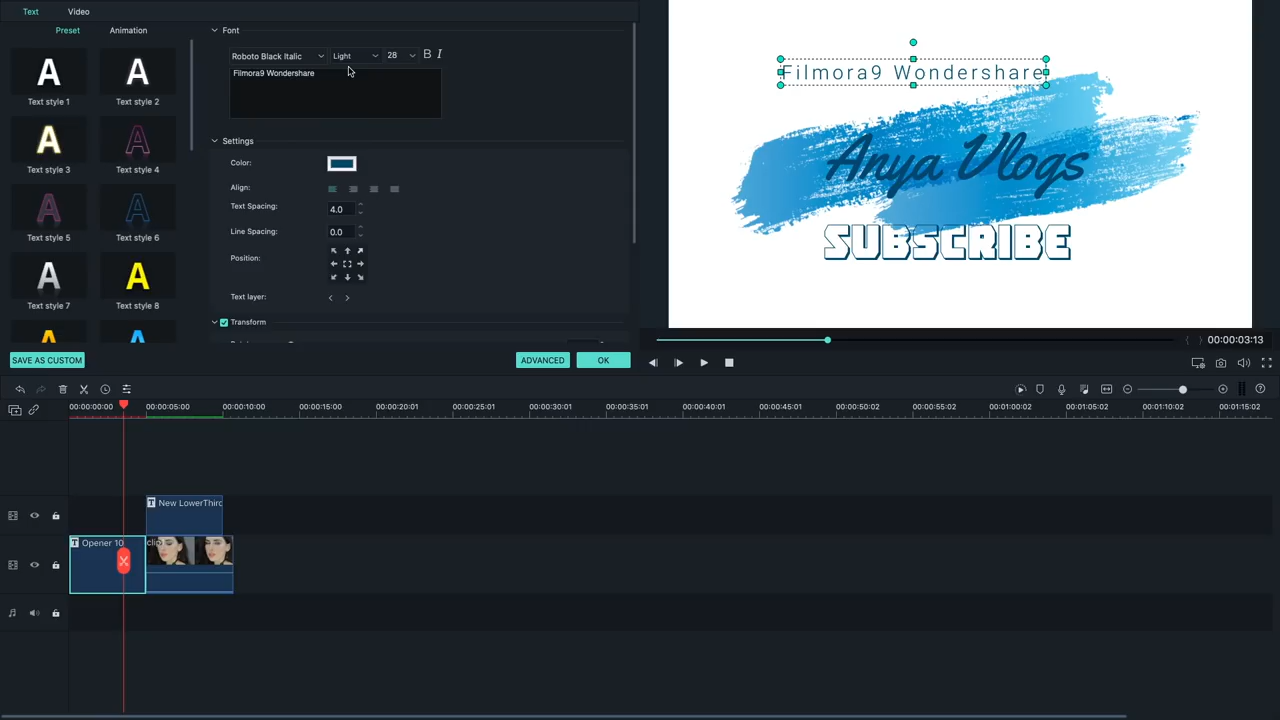 Text Video
Preset Animation
Font
Roboto Black Italic Light 28 B I
Filmora9 Wondershare
A A
Text style 1 Text style 2
A A
Text style 3 Text style 4
A A
Text style 5 Text style 6
A A
Text style 7 Text style 8
Settings
Color:
Align:
Text Spacing: 4.0
Line Spacing: 0.0
Position:
Text layer:
Transform
SAVE AS CUSTOM ADVANCED OK
Filmora9 Wondershare
Anya Vlogs
SUBSCRIBE
00:00:03:13
00:00:00:00 00:00:05:00 00:00:10:00 00:00:15:00 00:00:20:01 00:00:25:01 00:00:30:01 00:00:35:01 00:00:40:01 00:00:45:01 00:00:50:02 00:00:55:02 00:01:00:02 00:01:05:02 00:01:10:02 00:01:15:02
T New LowerThird
T Opener 10